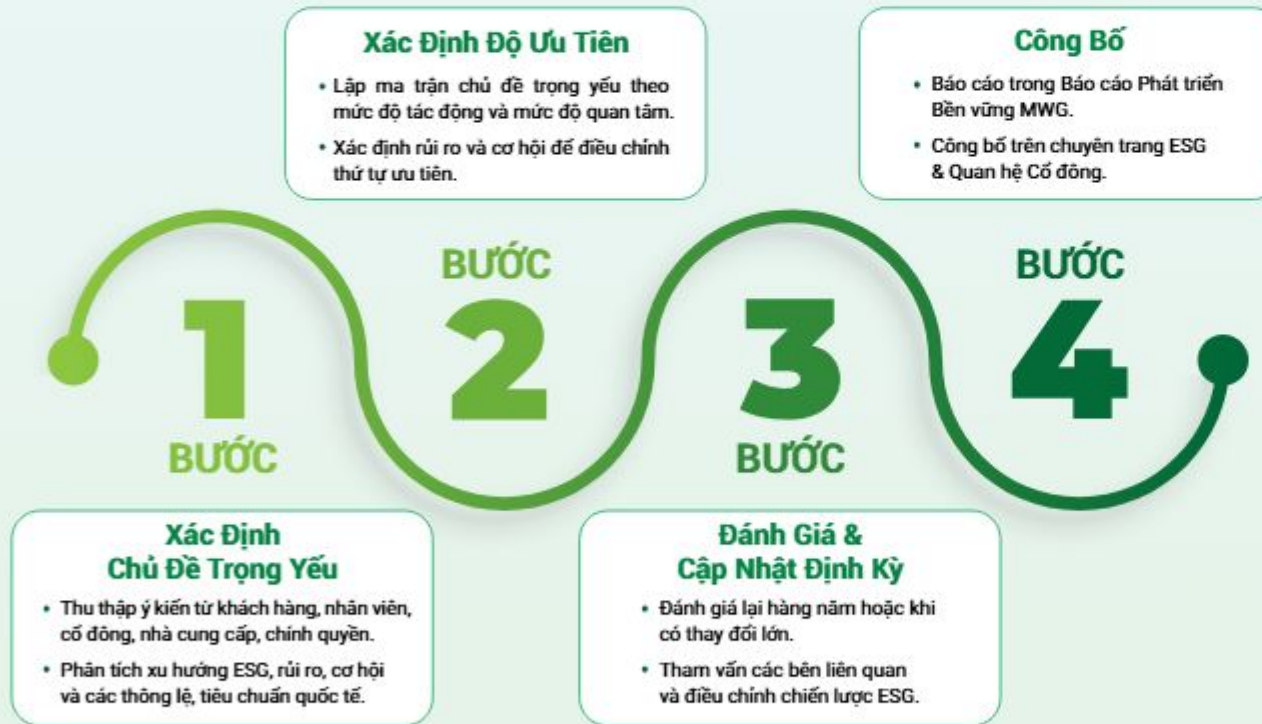 Xác Định Độ Ưu Tiên
• Lập ma trận chủ đề trọng yếu theo
mức độ tác động và mức độ quan tâm.
• Xác định rủi ro và cơ hội để điều chỉnh
thứ tự ưu tiên.
Công Bố
• Báo cáo trong Báo cáo Phát triển
Bền vững MWG.
• Công bố trên chuyên trang ESG
& Quan hệ Cổ đông.
1
BƯỚC
BƯỚC
2
3
BƯỚC
BƯỚC
4
Xác Định
Chủ Đề Trọng Yếu
• Thu thập ý kiến từ khách hàng, nhân viên,
cổ đông, nhà cung cấp, chính quyền.
• Phân tích xu hướng ESG, rủi ro, cơ hội
và các thông lệ, tiêu chuẩn quốc tế.
Đánh Giá &
Cập Nhật Định Kỳ
• Đánh giá lại hàng năm hoặc khi
có thay đổi lớn.
• Tham vấn các bên liên quan
và điều chỉnh chiến lược ESG.